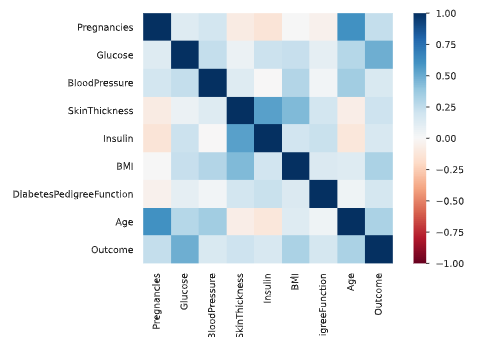 Pregnancies
Glucose
BloodPressure
SkinThickness
Insulin
BMI
DiabetesPedigreeFunction
Age
Outcome
1.00
0.75
0.50
0.25
0.00
−0.25
−0.50
−0.75
−1.00
Pregnancies
Glucose
BloodPressure
SkinThickness
Insulin
BMI
igreeFunction
Age
Outcome